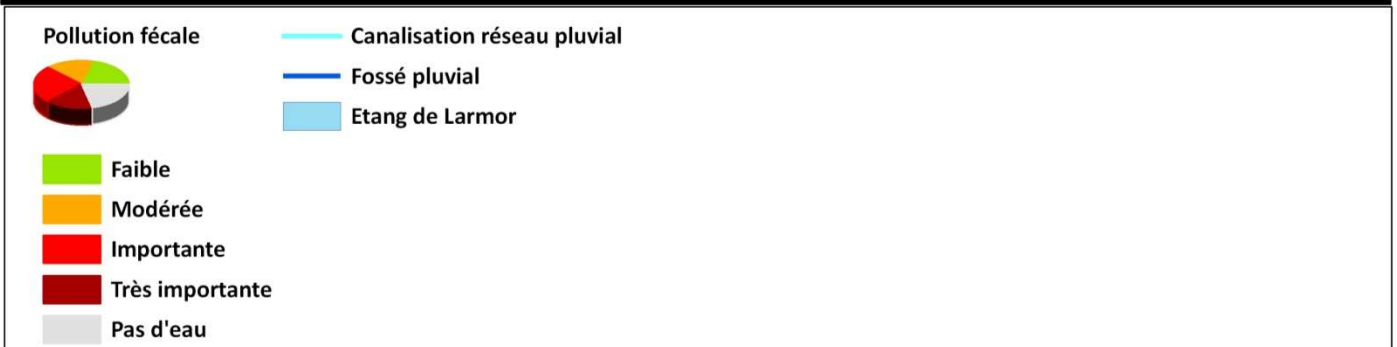 Pollution fécale
Canalisation réseau pluvial
Fossé pluvial
Etang de Larmor
Faible
Modérée
Importante
Très importante
Pas d'eau